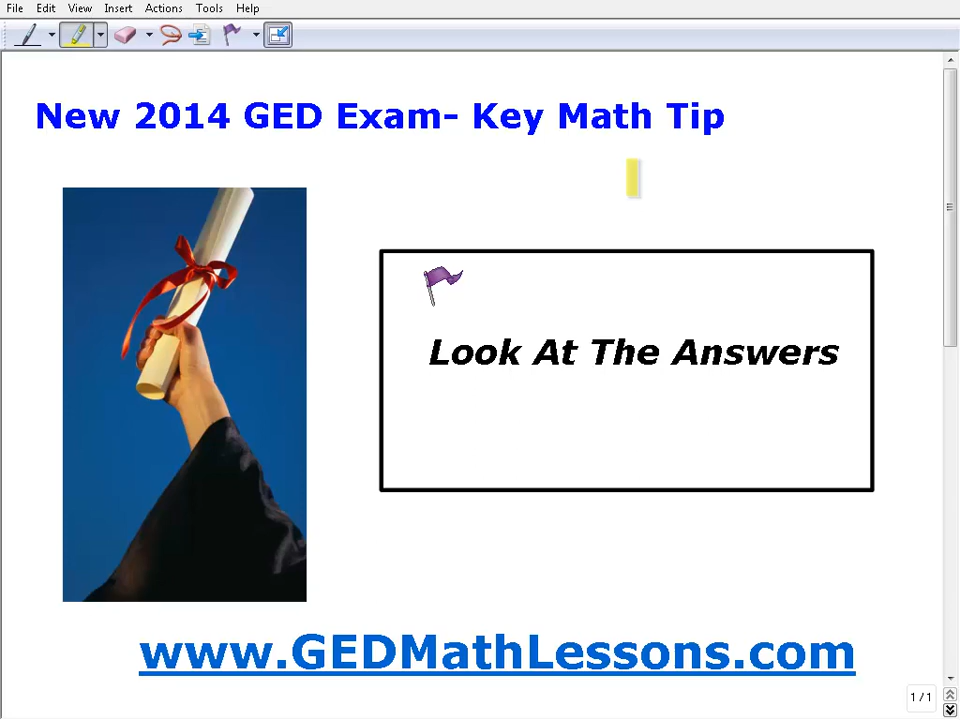 File Edit View Insert Actions Tools Help
New 2014 GED Exam- Key Math Tip
Look At The Answers
www.GEDMathLessons.com
1 / 1